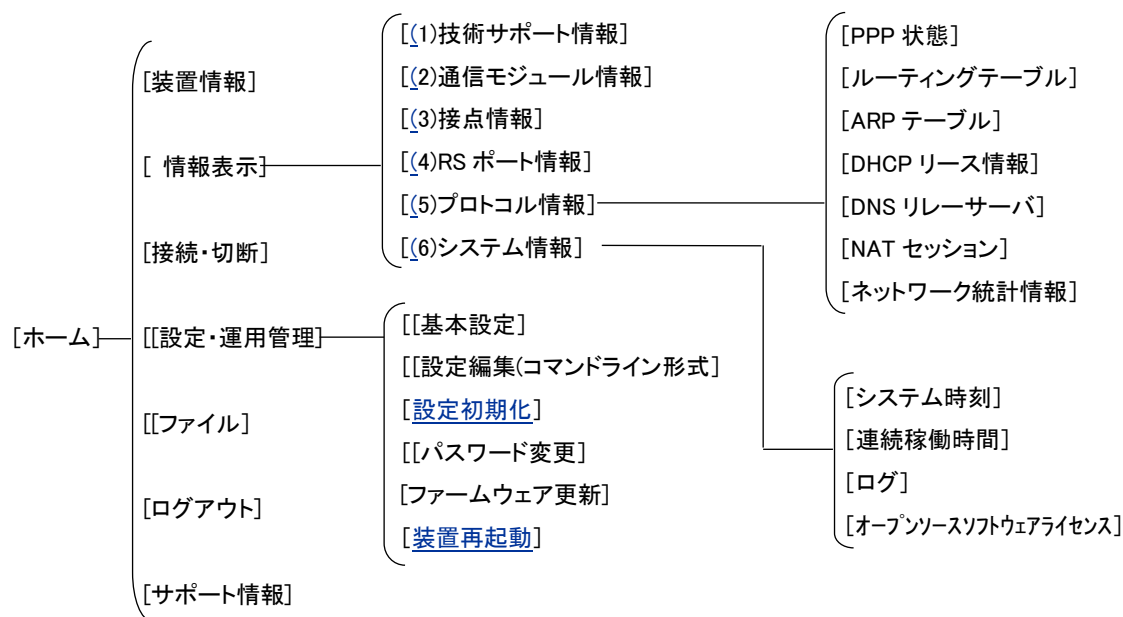 [ホーム]
[装置情報]
[ 情報表示]
[接続・切断]
[[設定・運用管理]
[[ファイル]
[ログアウト]
[サポート情報]
[(1)技術サポート情報]
[(2)通信モジュール情報]
[(3)接点情報]
[(4)RS ポート情報]
[(5)プロトコル情報]
[(6)システム情報]
[[基本設定]
[[設定編集(コマンドライン形式]
[設定初期化]
[[パスワード変更]
[ファームウェア更新]
[装置再起動]
[PPP 状態]
[ルーティングテーブル]
[ARP テーブル]
[DHCP リース情報]
[DNS リレーサーバ]
[NAT セッション]
[ネットワーク統計情報]
[システム時刻]
[連続稼働時間]
[ログ]
[オープンソースソフトウェアライセンス]